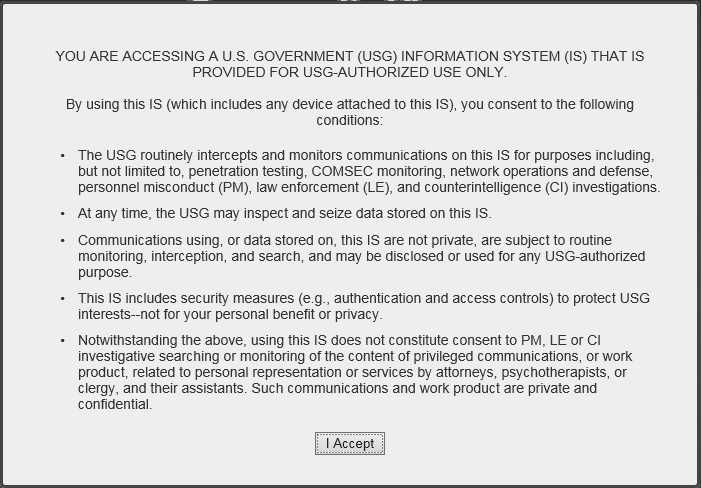 YOU ARE ACCESSING A U.S. GOVERNMENT (USG) INFORMATION SYSTEM (IS) THAT IS
PROVIDED FOR USG-AUTHORIZED USE ONLY.
By using this IS (which includes any device attached to this IS), you consent to the following
conditions:
• The USG routinely intercepts and monitors communications on this IS for purposes including,
but not limited to, penetration testing, COMSEC monitoring, network operations and defense,
personnel misconduct (PM), law enforcement (LE), and counterintelligence (CI) investigations.
• At any time, the USG may inspect and seize data stored on this IS.
• Communications using, or data stored on, this IS are not private, are subject to routine
monitoring, interception, and search, and may be disclosed or used for any USG-authorized
purpose.
• This IS includes security measures (e.g., authentication and access controls) to protect USG
interests--not for your personal benefit or privacy.
• Notwithstanding the above, using this IS does not constitute consent to PM, LE or CI
investigative searching or monitoring of the content of privileged communications, or work
product, related to personal representation or services by attorneys, psychotherapists, or
clergy, and their assistants. Such communications and work product are private and
confidential.
I Accept